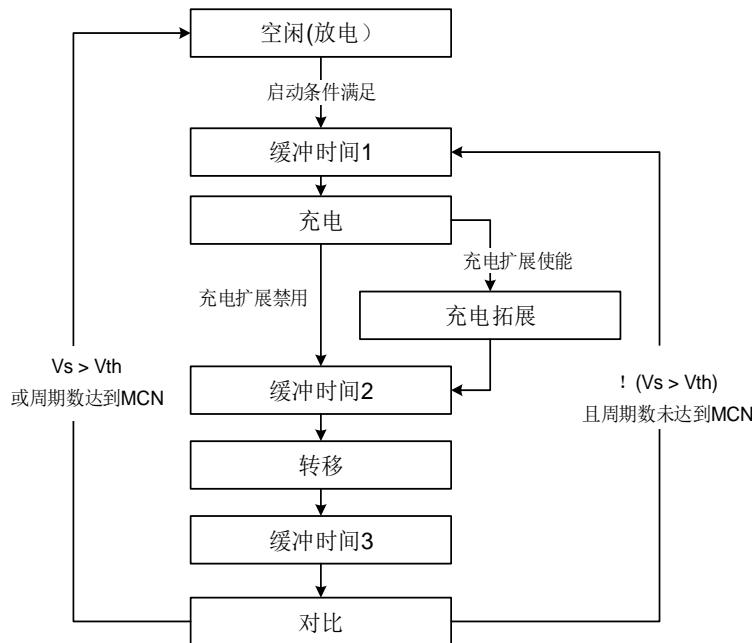 空闲(放电）
启动条件满足
缓冲时间1
充电
充电扩展使能
充电扩展禁用
充电拓展
Vs > Vth
或周期数达到MCN
！(Vs > Vth)
且周期数未达到MCN
缓冲时间2
转移
缓冲时间3
对比